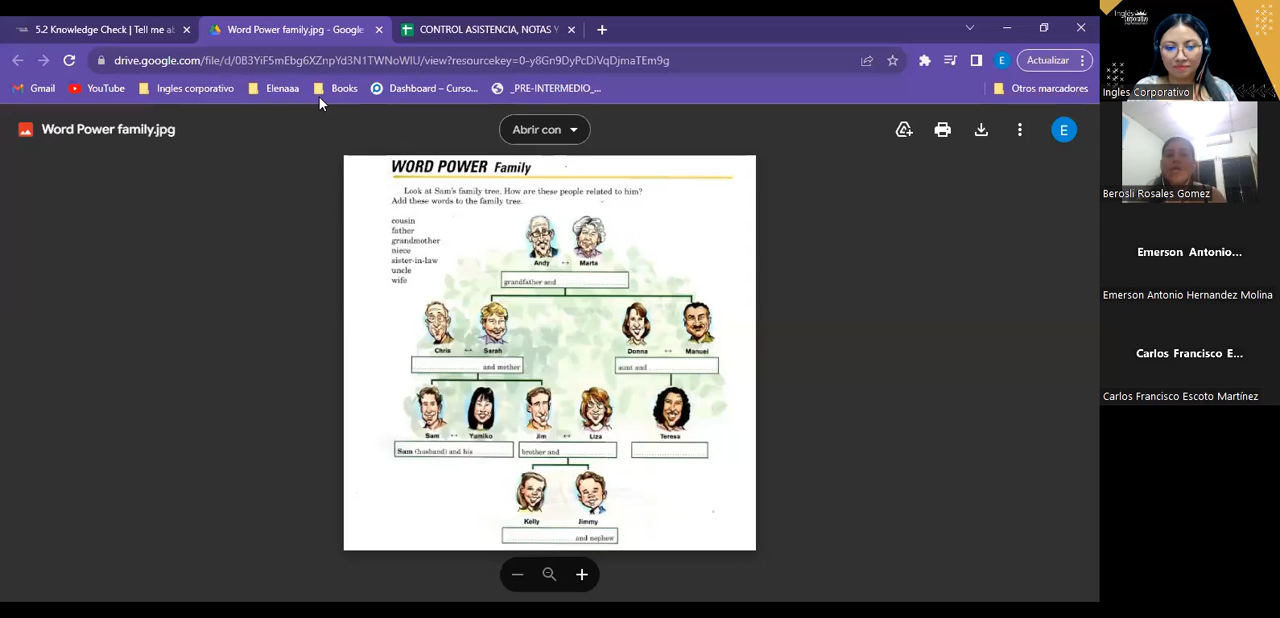 5.2 Knowledge Check | Tell me ab
Word Power family.jpg - Google
CONTROL ASISTENCIA, NOTAS Y
drive.google.com/file/d/0B3YiF5mEbg6XZnpYd3N1TWNoWlU/view?resourcekey=0-y8Gn9DyPcDiVqDjmaTEm9g
Actualizar
Gmail
YouTube
Ingles corporativo
Elenaaa
Books
Dashboard – Curso...
_PRE-INTERMEDIO_...
Otros marcadores
Word Power family.jpg
Abrir con
E
WORD POWER Family
Look at Sam's family tree. How are these people related to him?
Add these words to the family tree.
cousin
father
grandmother
niece
sister-in-law
uncle
wife
Andy ↔ Marta
grandfather and
Chris ↔ Sarah
Donna ↔ Manuel
and mother
aunt and
Sam ↔ Yumiko
Jim ↔ Liza
Teresa
Sam (husband) and his
brother and
Kelly
Jimmy
and nephew
Inglés
Corporativo
Ingles Corporativo
Berosli Rosales Gomez
Emerson Antonio...
Emerson Antonio Hernandez Molina
Carlos Francisco E...
Carlos Francisco Escoto Martínez